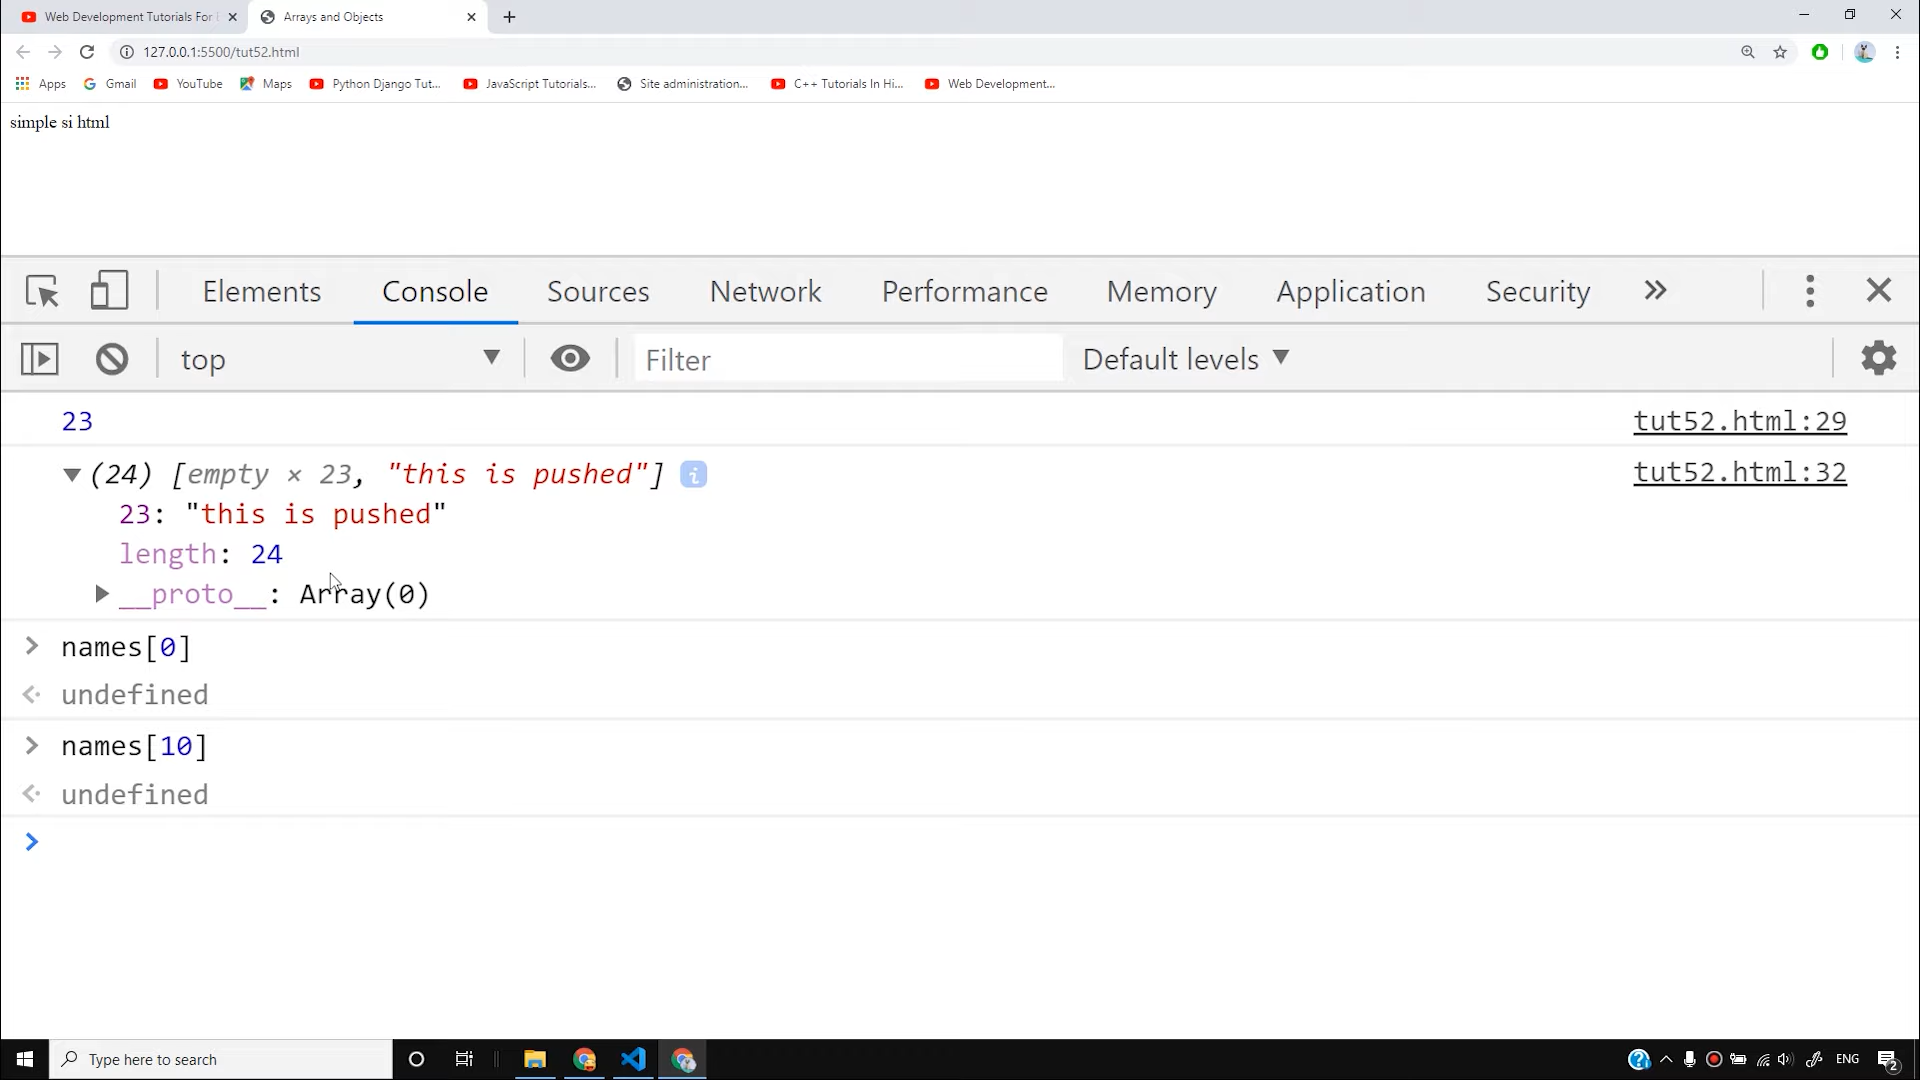 Web Development Tutorials For
Arrays and Objects
127.0.0.1:5500/tut52.html
Apps Gmail YouTube Maps Python Django Tut... JavaScript Tutorials... Site administration... C++ Tutorials In Hi... Web Development...
simple si html
Elements Console Sources Network Performance Memory Application Security »
top Filter Default levels
23 tut52.html:29
(24) [empty × 23, "this is pushed"] i tut52.html:32
23: "this is pushed"
length: 24
__proto__: Array(0)
> names[0]
undefined
> names[10]
undefined
>
Type here to search ENG 2